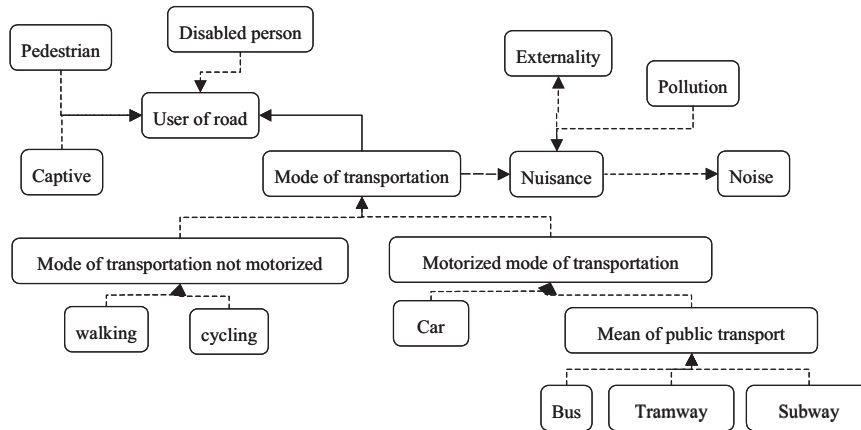 Disabled person
Pedestrian
Externality
Pollution
User of road
Captive
Mode of transportation
Nuisance
Noise
Mode of transportation not motorized
Motorized mode of transportation
walking
cycling
Car
Mean of public transport
Bus
Tramway
Subway